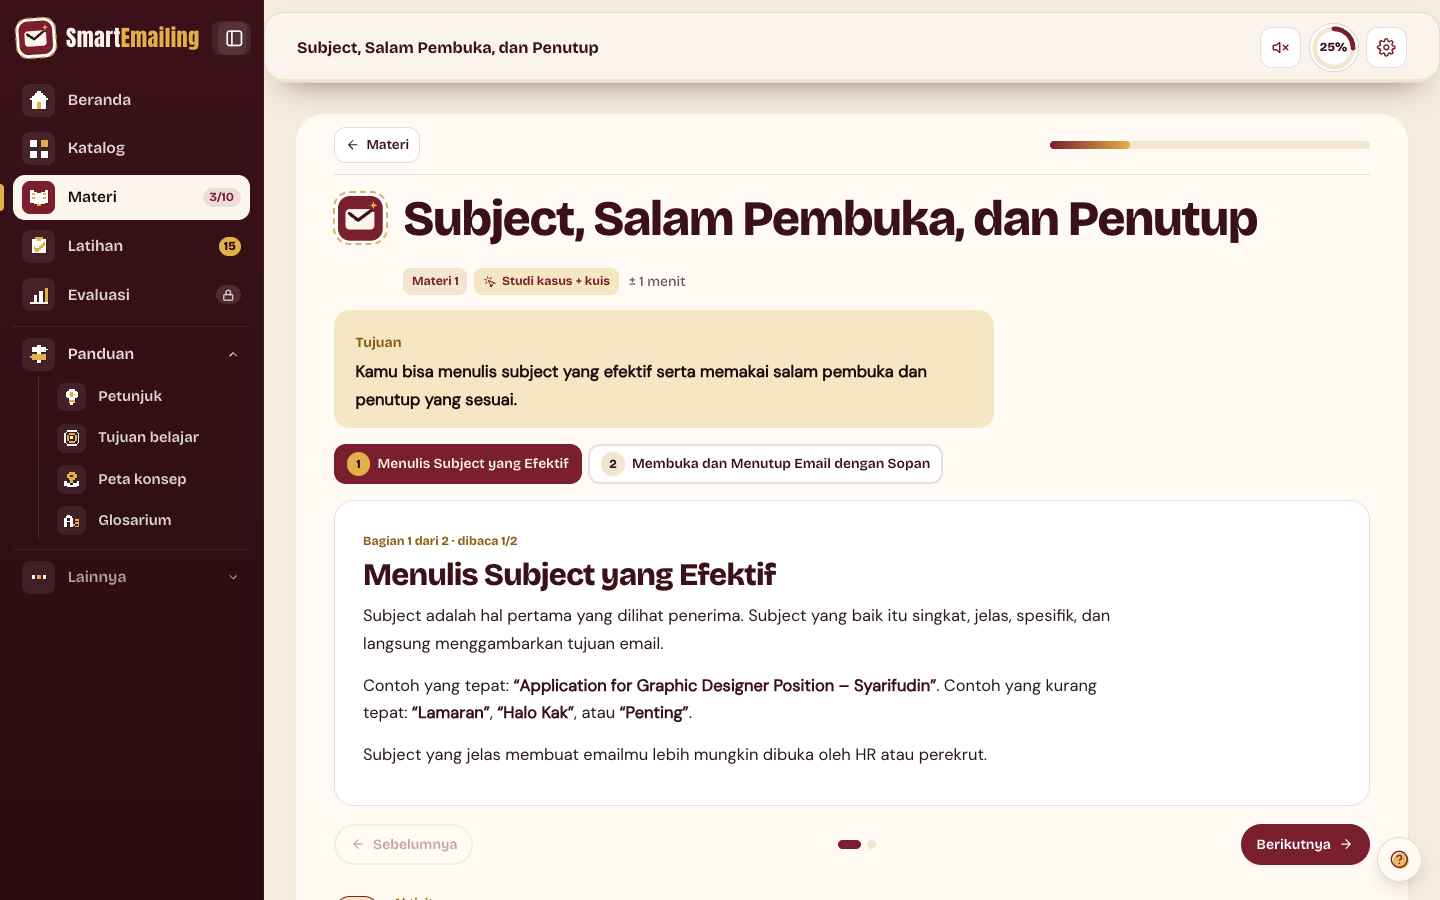 SmartEmailing
Beranda
Katalog
Materi
3/10
Latihan
15
Evaluasi
Panduan
Petunjuk
Tujuan belajar
Peta konsep
Glosarium
Lainnya
Subject, Salam Pembuka, dan Penutup
25%
Materi
Subject, Salam Pembuka, dan Penutup
Materi 1
Studi kasus + kuis
± 1 menit
Tujuan
Kamu bisa menulis subject yang efektif serta memakai salam pembuka dan
penutup yang sesuai.
1 Menulis Subject yang Efektif
2 Membuka dan Menutup Email dengan Sopan
Bagian 1 dari 2 · dibaca 1/2
Menulis Subject yang Efektif
Subject adalah hal pertama yang dilihat penerima. Subject yang baik itu singkat, jelas, spesifik, dan
langsung menggambarkan tujuan email.
Contoh yang tepat: “Application for Graphic Designer Position – Syarifudin”. Contoh yang kurang
tepat: “Lamaran”, “Halo Kak”, atau “Penting”.
Subject yang jelas membuat emailmu lebih mungkin dibuka oleh HR atau perekrut.
← Sebelumnya
Berikutnya →
?